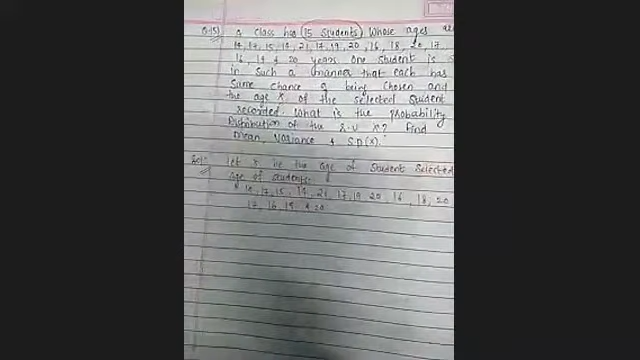 Q.15) A class has 15 students whose ages are
14, 17, 15, 14, 21, 17, 19, 20, 16, 18, 20, 17,
16, 19 & 20 years. One student is s
in such a manner that each has
same chance of being chosen and
the age X of the selected student
recorded. What is the probability
Distribution of the R.V X? Find
mean, variance & S.D(X).
Sol: Let X be the age of student selected
Age of students:
17, 15, 14, 21, 17, 19 20, 16, 18, 20
17, 16, 19 & 20